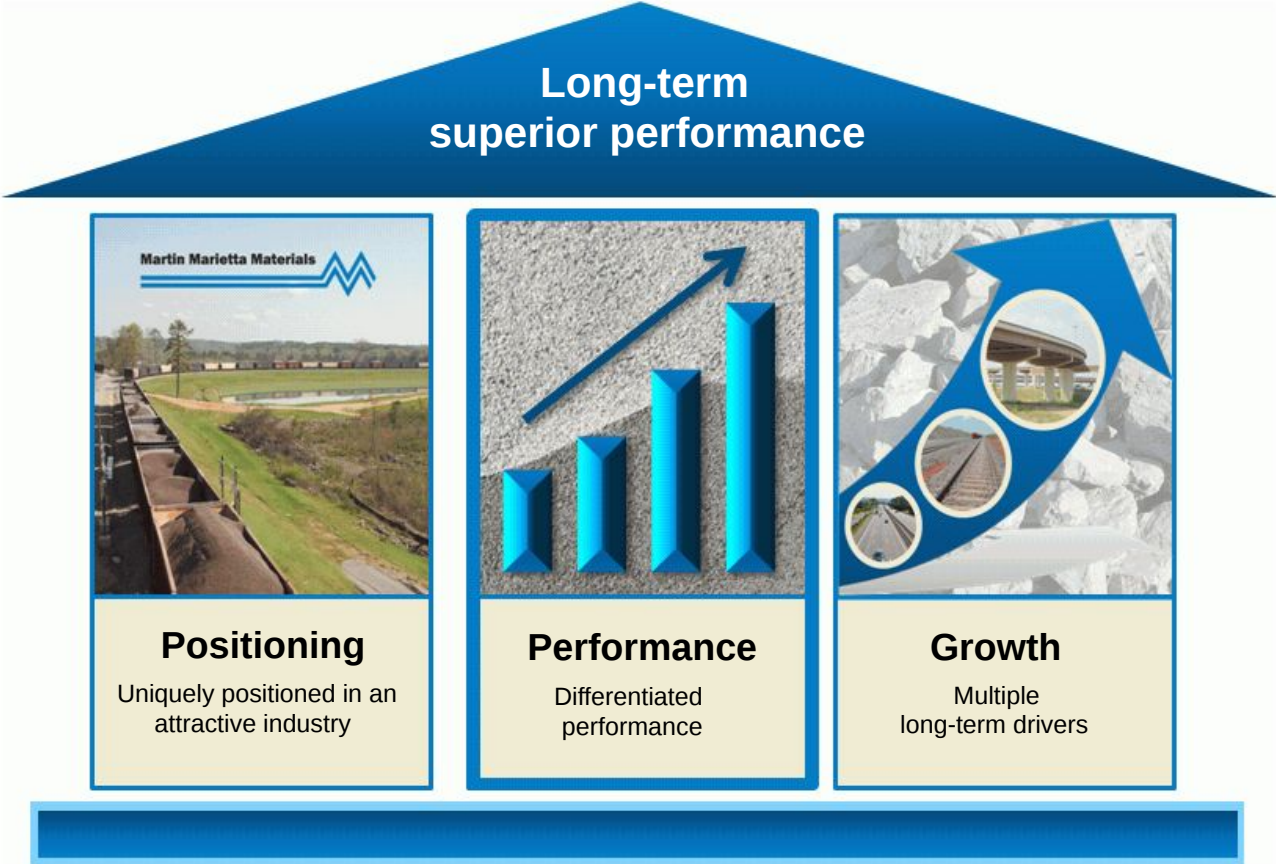 Long-term
superior performance
Martin Marietta Materials
Positioning
Uniquely positioned in an
attractive industry
Performance
Differentiated
performance
Growth
Multiple
long-term drivers